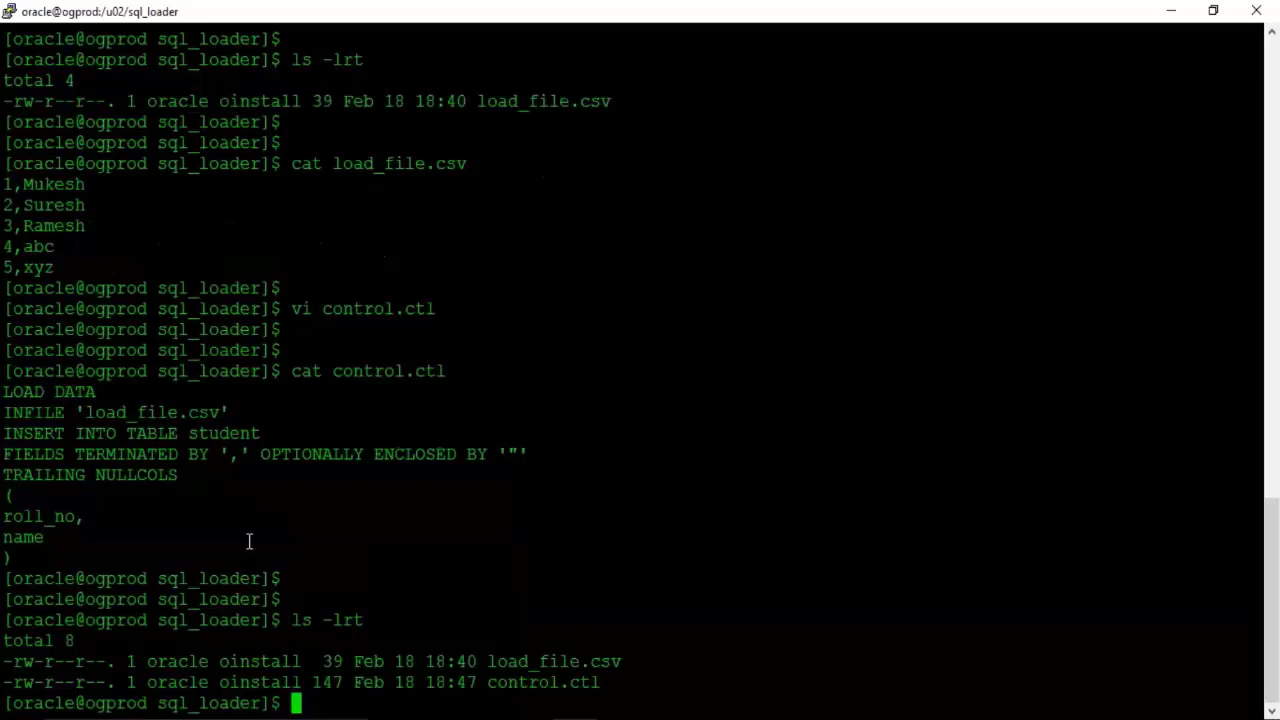 oracle@ogprod:/u02/sql_loader
[oracle@ogprod sql_loader]$
[oracle@ogprod sql_loader]$ ls -lrt
total 4
-rw-r--r--. 1 oracle oinstall 39 Feb 18 18:40 load_file.csv
[oracle@ogprod sql_loader]$
[oracle@ogprod sql_loader]$
[oracle@ogprod sql_loader]$ cat load_file.csv
1,Mukesh
2,Suresh
3,Ramesh
4,abc
5,xyz
[oracle@ogprod sql_loader]$
[oracle@ogprod sql_loader]$ vi control.ctl
[oracle@ogprod sql_loader]$
[oracle@ogprod sql_loader]$
[oracle@ogprod sql_loader]$ cat control.ctl
LOAD DATA
INFILE 'load_file.csv'
INSERT INTO TABLE student
FIELDS TERMINATED BY ',' OPTIONALLY ENCLOSED BY '"'
TRAILING NULLCOLS
(
roll_no,
name
)
[oracle@ogprod sql_loader]$
[oracle@ogprod sql_loader]$
[oracle@ogprod sql_loader]$ ls -lrt
total 8
-rw-r--r--. 1 oracle oinstall  39 Feb 18 18:40 load_file.csv
-rw-r--r--. 1 oracle oinstall 147 Feb 18 18:47 control.ctl
[oracle@ogprod sql_loader]$